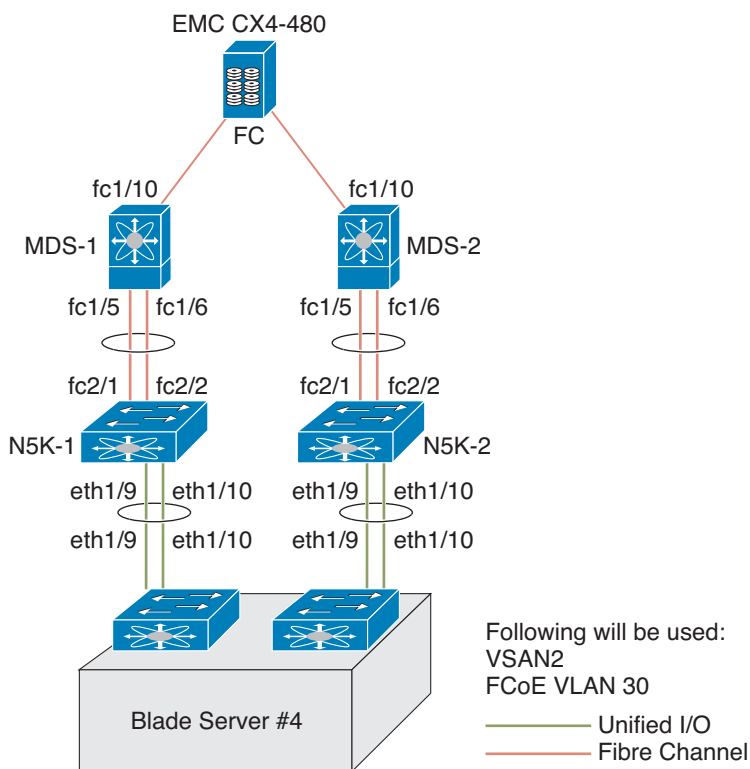 EMC CX4-480
FC
fc1/10
fc1/10
MDS-1
MDS-2
fc1/5
fc1/6
fc1/5
fc1/6
fc2/1
fc2/2
fc2/1
fc2/2
N5K-1
N5K-2
eth1/9
eth1/10
eth1/9
eth1/10
eth1/9
eth1/10
eth1/9
eth1/10
Blade Server #4
Following will be used:
VSAN2
FCoE VLAN 30
Unified I/O
Fibre Channel